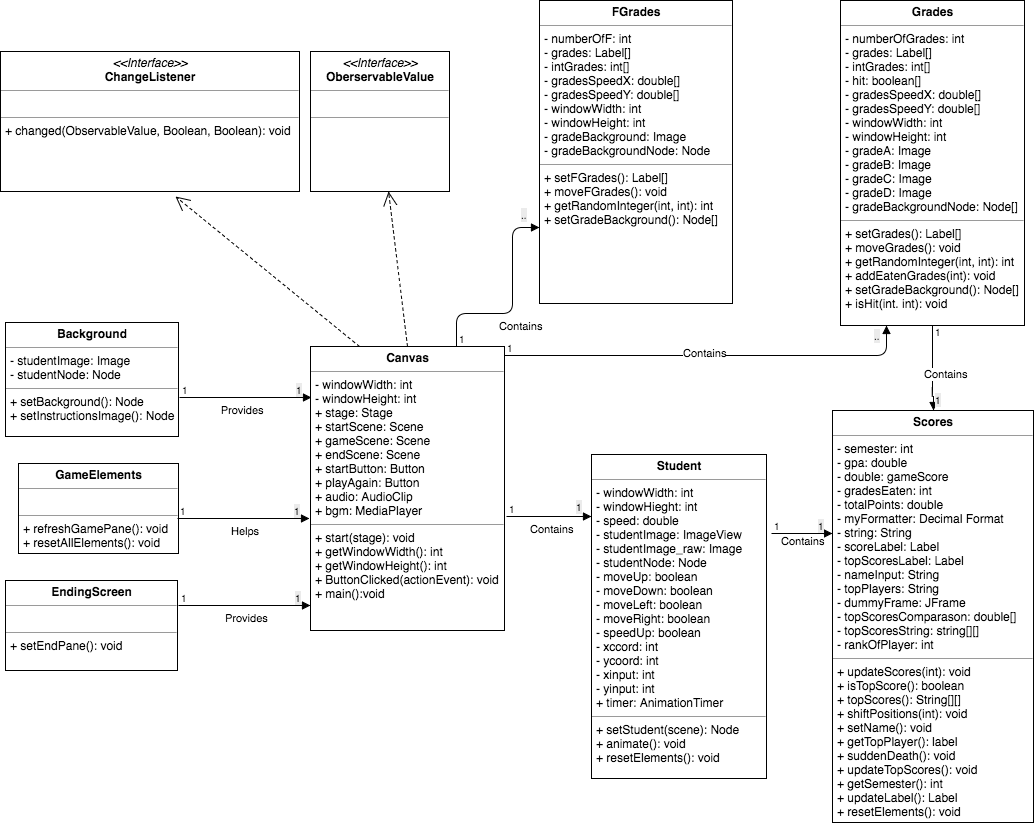 <<Interface>>
ChangeListener
+ changed(ObservableValue, Boolean, Boolean): void
<<Interface>>
OberservableValue
FGrades
- numberOfF: int
- grades: Label[]
- intGrades: int[]
- gradesSpeedX: double[]
- gradesSpeedY: double[]
- windowWidth: int
- windowHeight: int
- gradeBackground: Image
- gradeBackgroundNode: Node
+ setFGrades(): Label[]
+ moveFGrades(): void
+ getRandomInteger(int, int): int
+ setGradeBackground(): Node[]
Grades
- numberOfGrades: int
- grades: Label[]
- intGrades: int[]
- hit: boolean[]
- gradesSpeedX: double[]
- gradesSpeedY: double[]
- windowWidth: int
- windowHeight: int
- gradeA: Image
- gradeB: Image
- gradeC: Image
- gradeD: Image
- gradeBackgroundNode: Node[]
+ setGrades(): Label[]
+ moveGrades(): void
+ getRandomInteger(int, int): int
+ addEatenGrades(int): void
+ setGradeBackground(): Node[]
+ isHit(int. int): void
..
Contains
1
1
Contains
..
1
Contains
1
Background
- studentImage: Image
- studentNode: Node
+ setBackground(): Node
+ setInstructionsImage(): Node
1
Provides
1
GameElements
+ refreshGamePane(): void
+ resetAllElements(): void
1
Helps
1
EndingScreen
+ setEndPane(): void
1
Provides
1
Canvas
- windowWidth: int
- windowHeight: int
+ stage: Stage
+ startScene: Scene
+ gameScene: Scene
+ endScene: Scene
+ startButton: Button
+ playAgain: Button
+ audio: AudioClip
+ bgm: MediaPlayer
+ start(stage): void
+ getWindowWidth(): int
+ getWindowHeight(): int
+ ButtonClicked(actionEvent): void
+ main():void
1
Contains
1
Student
- windowWidth: int
- windowHieght: int
- speed: double
- studentImage: ImageView
- studentImage_raw: Image
- studentNode: Node
- moveUp: boolean
- moveDown: boolean
- moveLeft: boolean
- moveRight: boolean
- speedUp: boolean
- xccord: int
- ycoord: int
- xinput: int
- yinput: int
+ timer: AnimationTimer
+ setStudent(scene): Node
+ animate(): void
+ resetElements(): void
1
Contains
1
Scores
- semester: int
- gpa: double
- double: gameScore
- gradesEaten: int
- totalPoints: double
- myFormatter: Decimal Format
- string: String
- scoreLabel: Label
- topScoresLabel: Label
- nameInput: String
- topPlayers: String
- dummyFrame: JFrame
- topScoresComparason: double[]
- topScoresString: string[][]
- rankOfPlayer: int
+ updateScores(int): void
+ isTopScore(): boolean
+ topScores(): String[][]
+ shiftPositions(int): void
+ setName(): void
+ getTopPlayer(): label
+ suddenDeath(): void
+ updateTopScores(): void
+ getSemester(): int
+ updateLabel(): Label
+ resetElements(): void